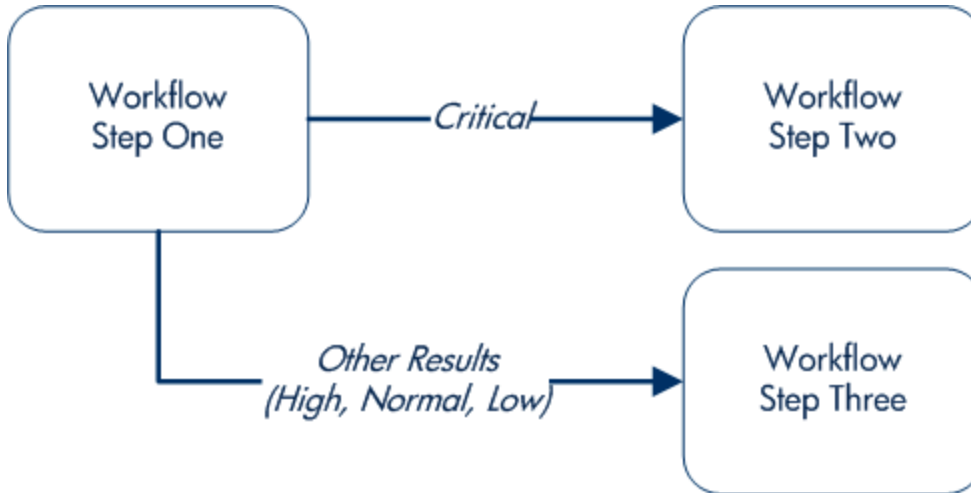 Workflow
Step One
Critical
Workflow
Step Two
Other Results
(High, Normal, Low)
Workflow
Step Three